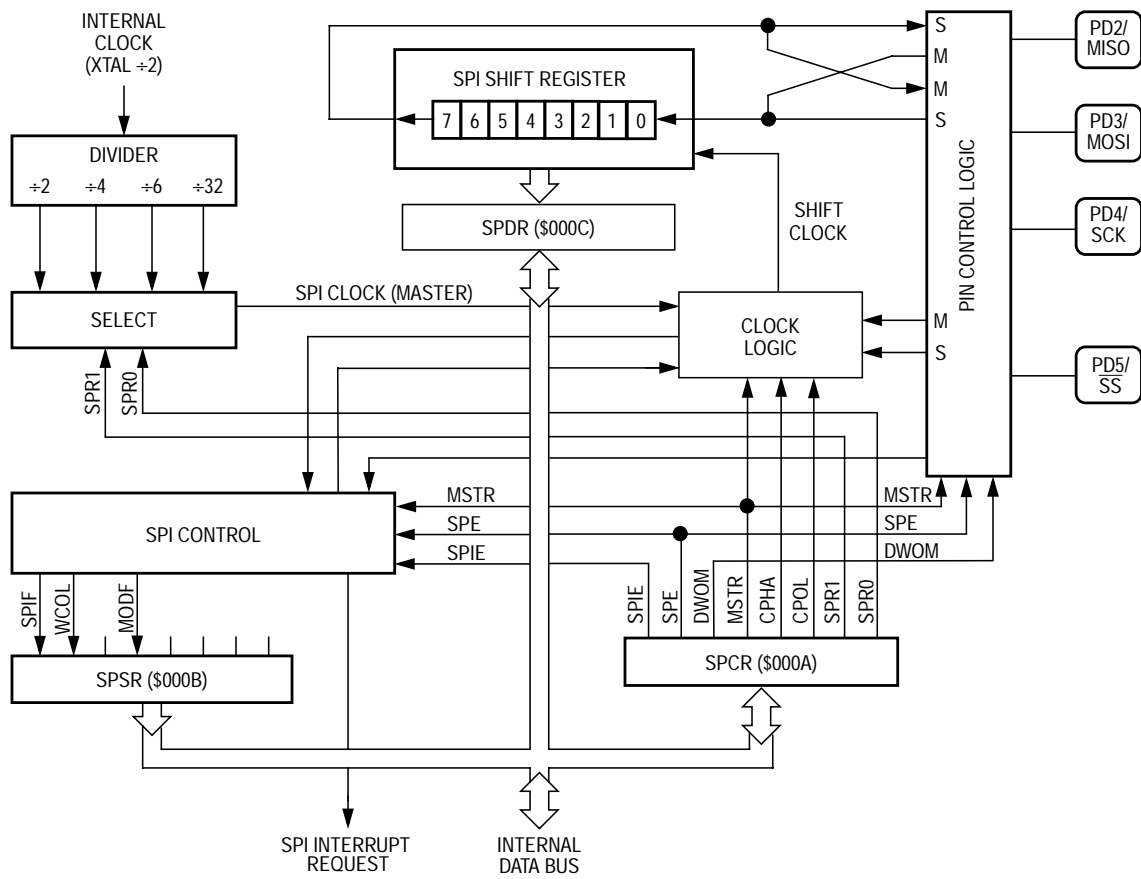 INTERNAL
CLOCK
(XTAL ÷2)
DIVIDER
÷2 ÷4 ÷6 ÷32
SELECT
SPR1
SPR0
SPI SHIFT REGISTER
7 6 5 4 3 2 1 0
SPDR ($000C)
SHIFT
CLOCK
SPI CLOCK (MASTER)
CLOCK
LOGIC
S
M
M
S
M
S
PIN CONTROL LOGIC
PD2/
MISO
PD3/
MOSI
PD4/
SCK
PD5/
SS
SPI CONTROL
MSTR
SPE
SPIE
MSTR
SPE
DWOM
SPIF
WCOL
MODF
SPSR ($000B)
SPIE
SPE
DWOM
MSTR
CPHA
CPOL
SPR1
SPR0
SPCR ($000A)
SPI INTERRUPT
REQUEST
INTERNAL
DATA BUS